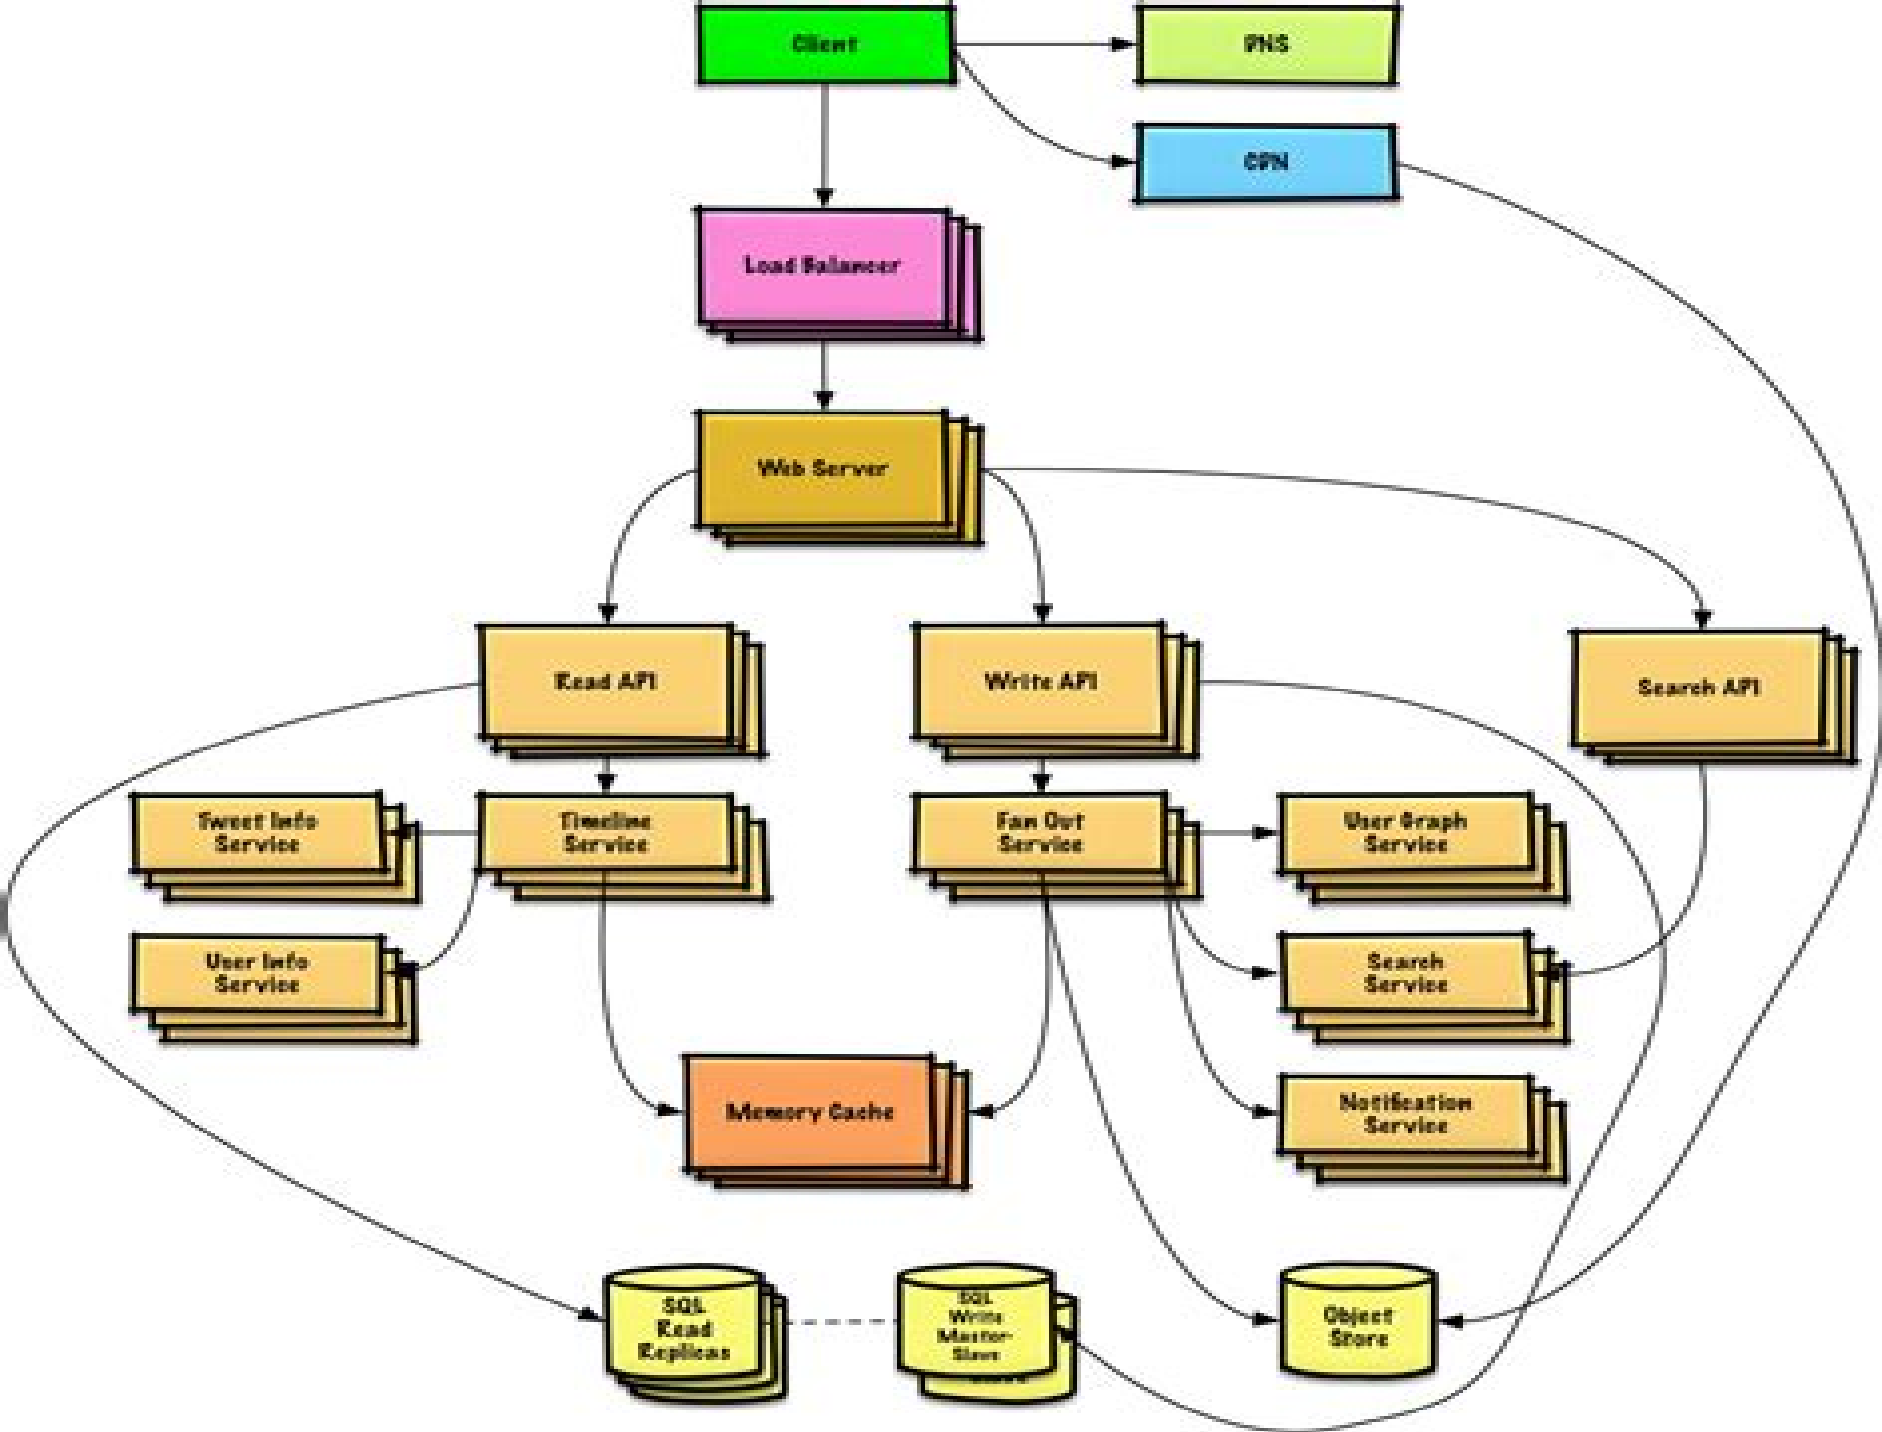 Client
DNS
CDN
Load Balancer
Web Server
Read API
Write API
Search API
Tweet Info
Service
Timeline
Service
Fan Out
Service
User Graph
Service
User Info
Service
Search
Service
Memory Cache
Notification
Service
SQL
Read
Replicas
SQL
Write
Master-
Slave
Object
Store